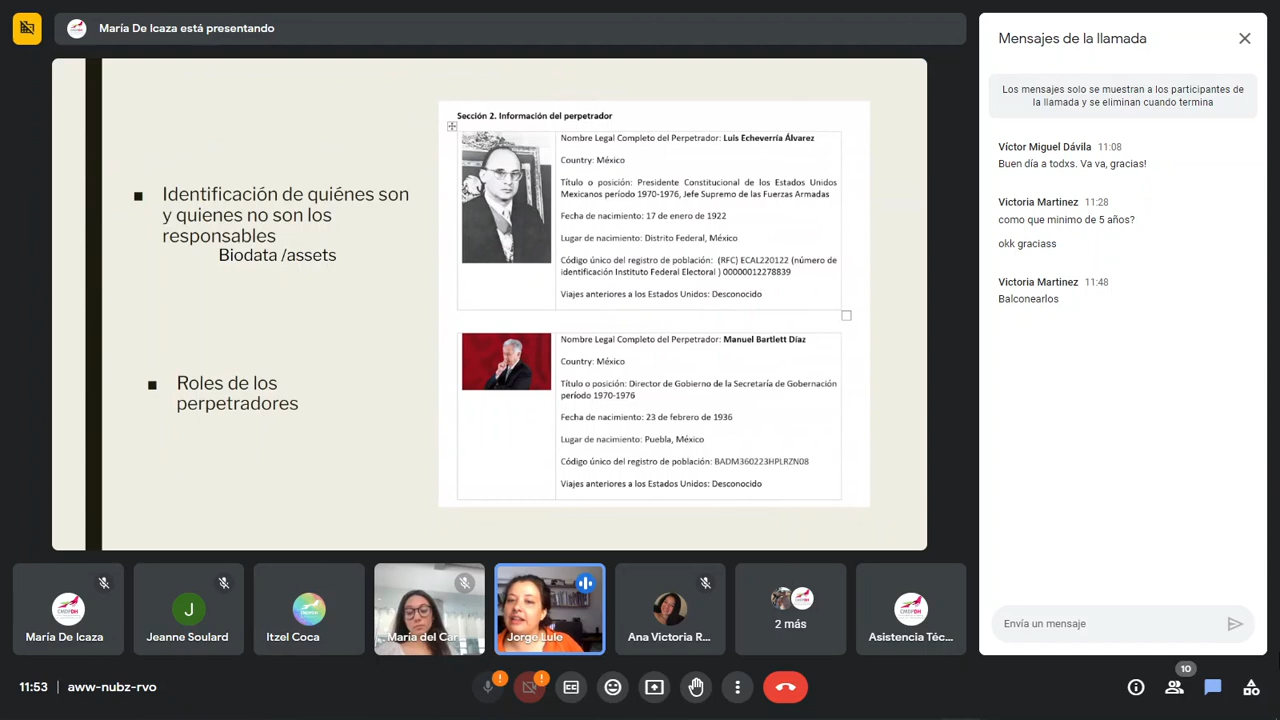 María De Icaza está presentando
Identificación de quiénes son
y quienes no son los
responsables
Biodata /assets
Roles de los
perpetradores
Sección 2. Información del perpetrador
Nombre Legal Completo del Perpetrador: Luis Echeverría Álvarez
Country: México
Título o posición: Presidente Constitucional de los Estados Unidos
Mexicanos período 1970-1976, Jefe Supremo de las Fuerzas Armadas
Fecha de nacimiento: 17 de enero de 1922
Lugar de nacimiento: Distrito Federal, México
Código único del registro de población: (RFC) ECAL220122 (número de
identificación Instituto Federal Electoral ) 00000012278839
Viajes anteriores a los Estados Unidos: Desconocido
Nombre Legal Completo del Perpetrador: Manuel Bartlett Díaz
Country: México
Título o posición: Director de Gobierno de la Secretaría de Gobernación
período 1970-1976
Fecha de nacimiento: 23 de febrero de 1936
Lugar de nacimiento: Puebla, México
Código único del registro de población: BADM360223HPLRZN08
Viajes anteriores a los Estados Unidos: Desconocido
Mensajes de la llamada
Los mensajes solo se muestran a los participantes de
la llamada y se eliminan cuando termina
Víctor Miguel Dávila 11:08
Buen día a todxs. Va va, gracias!
Victoria Martinez 11:28
como que minimo de 5 años?
okk graciass
Victoria Martinez 11:48
Balconearlos
Envía un mensaje
María De Icaza
J
Jeanne Soulard
Itzel Coca
María del Car...
Jorge Lule
Ana Victoria R...
2 más
CMDPDH
Asistencia Téc...
11:53 | aww-nubz-rvo
10